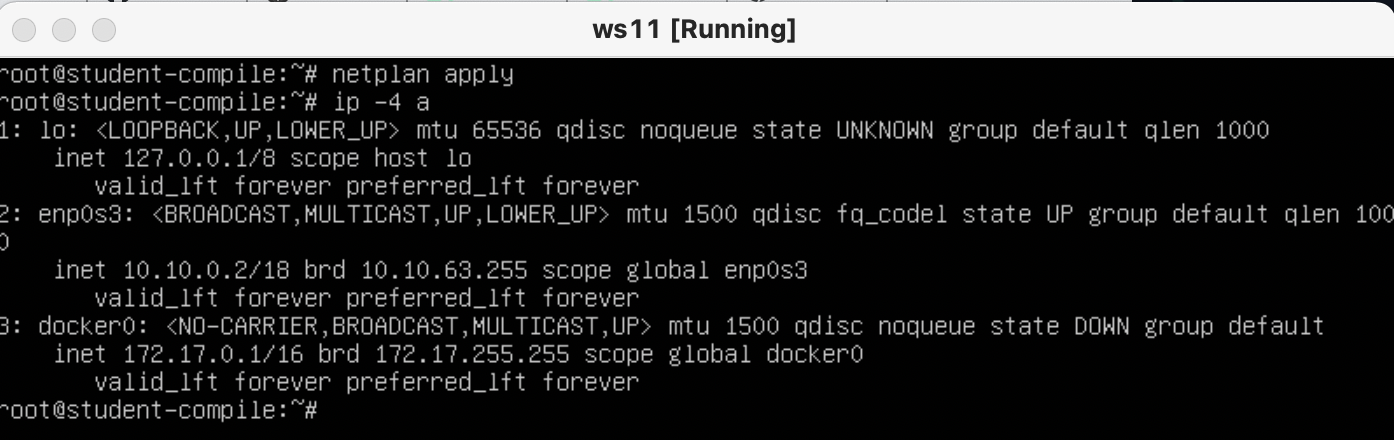 ws11 [Running]
root@student-compile:~# netplan apply
root@student-compile:~# ip -4 a
1: lo: <LOOPBACK,UP,LOWER_UP> mtu 65536 qdisc noqueue state UNKNOWN group default qlen 1000
    inet 127.0.0.1/8 scope host lo
       valid_lft forever preferred_lft forever
2: enp0s3: <BROADCAST,MULTICAST,UP,LOWER_UP> mtu 1500 qdisc fq_codel state UP group default qlen 100
0
    inet 10.10.0.2/18 brd 10.10.63.255 scope global enp0s3
       valid_lft forever preferred_lft forever
3: docker0: <NO-CARRIER,BROADCAST,MULTICAST,UP> mtu 1500 qdisc noqueue state DOWN group default
    inet 172.17.0.1/16 brd 172.17.255.255 scope global docker0
       valid_lft forever preferred_lft forever
root@student-compile:~#